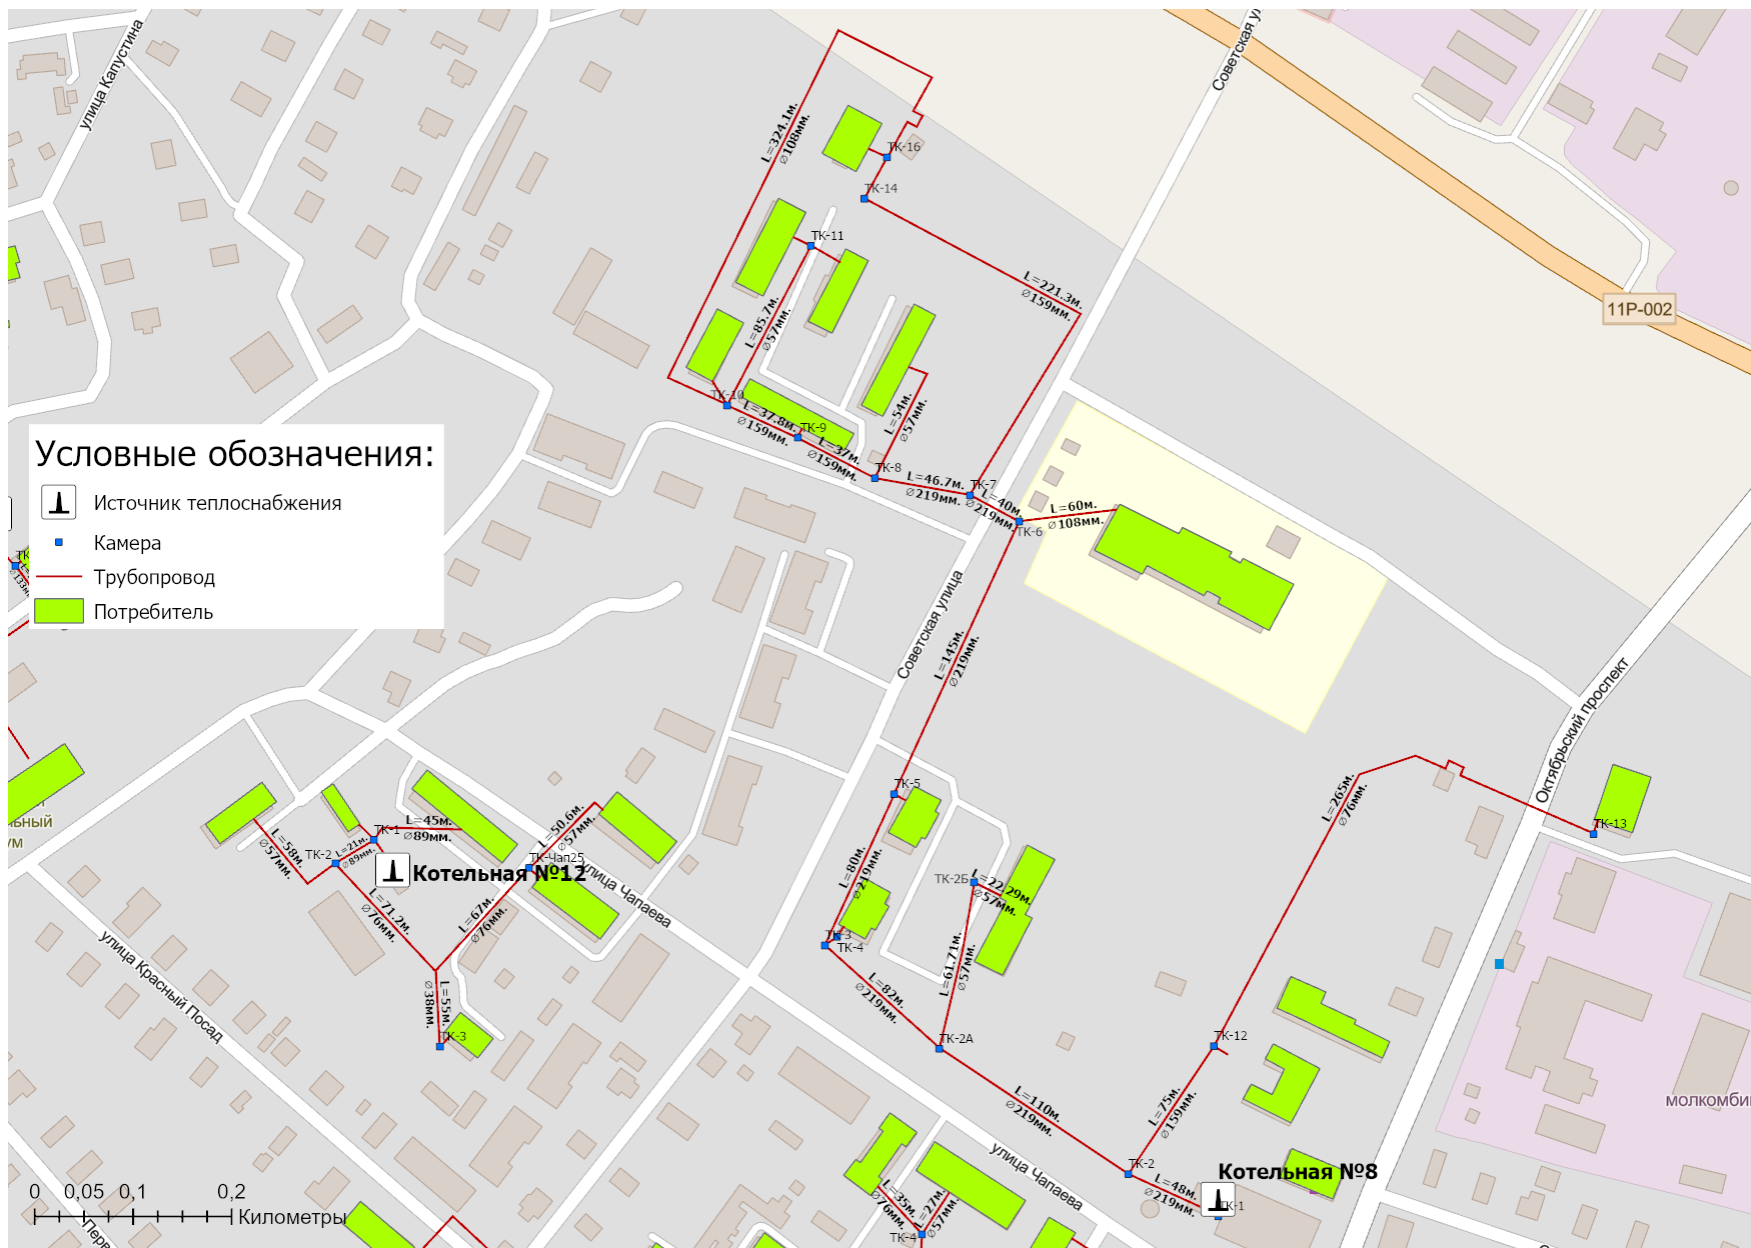 улица Капустина
Советская ул
L=324.1м.
⌀108мм.
ТК-16
ТК-14
ТК-11
L=221.3м.
⌀159мм.
11Р-002
L=85.7м.
⌀57мм.
ТК-10
L=37.8м.
⌀159мм.
ТК-9
L=37м.
⌀159мм.
L=54м.
⌀57мм.
ТК-8
L=46.7м.
⌀219мм.
ТК-7
L=40м.
⌀219мм.
ТК-6
L=60м.
⌀108мм.
Условные обозначения:
Источник теплоснабжения
Камера
Трубопровод
Потребитель
ТК
⌀133мм
Советская улица
L=145м.
⌀219мм.
Октябрьский проспект
ТК-5
L=265м.
⌀76мм.
ТК-13
ьный
ум
L=58м.
⌀57мм.
ТК-1
L=45м.
⌀89мм.
L=21м.
⌀89мм.
ТК-2
Котельная №12
L=50.6м.
⌀57мм.
ТК-Чап25
улица Чапаева
L=71.2м.
⌀76мм.
L=67м.
⌀76мм.
L=55м.
⌀38мм.
ТК-3
улица Красный Посад
L=80м.
⌀219мм.
ТК-3
ТК-4
L=82м.
⌀219мм.
ТК-2Б
L=22.29м.
⌀57мм.
L=61.71м.
⌀57мм.
ТК-2А
ТК-12
L=110м.
⌀219мм.
L=75м.
⌀159мм.
молкомби
ТК-2
L=48м.
⌀219мм.
Котельная №8
ТК-1
улица Чапаева
L=35м.
⌀76мм.
L=27м.
⌀57мм.
ТК-4
0 0,05 0,1 0,2
Километры
Перв